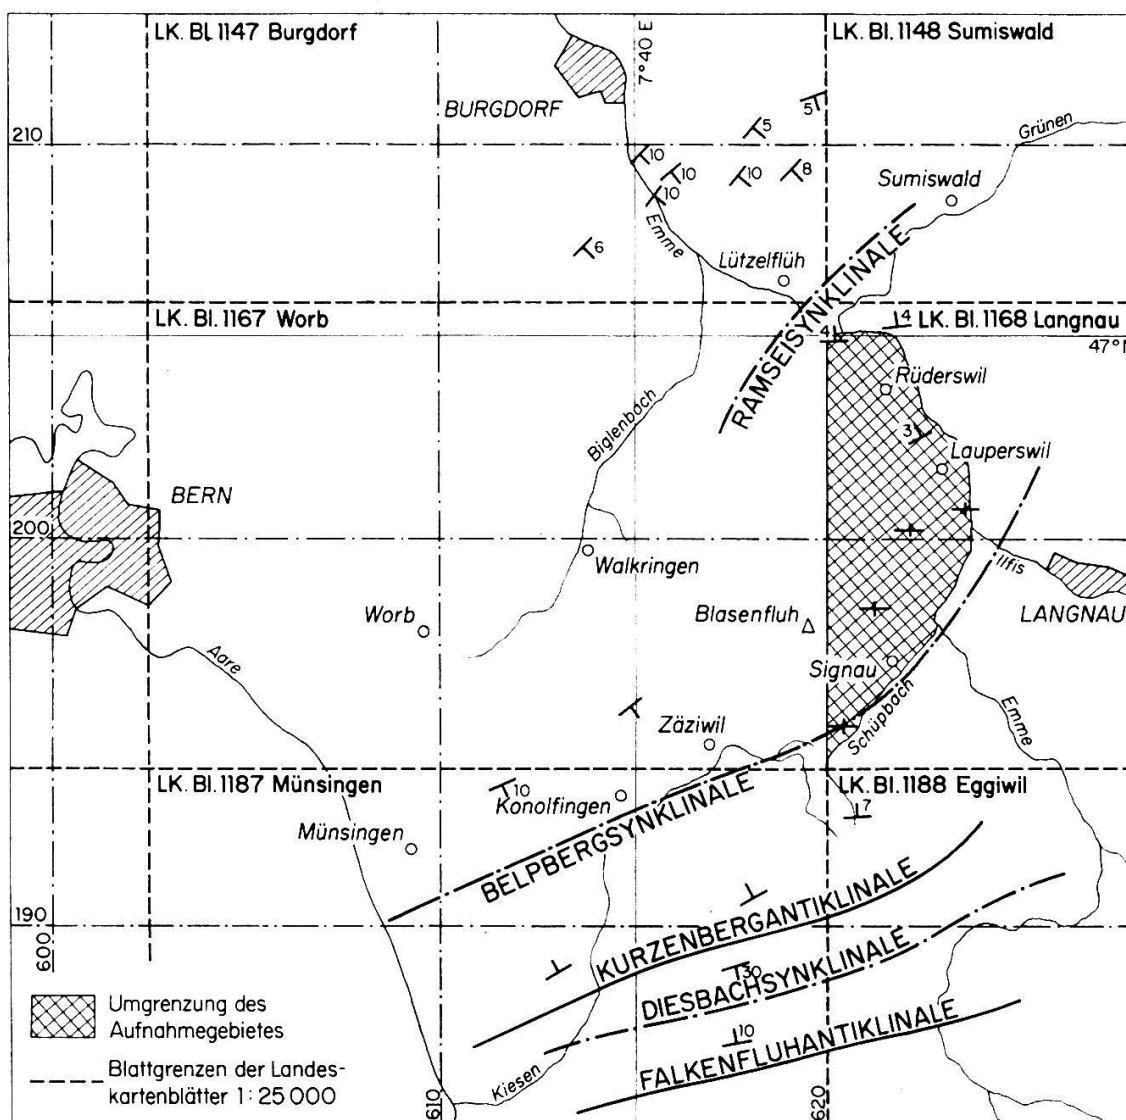 LK. Bl. 1147 Burgdorf
7°40 E
LK. Bl. 1148 Sumiswald
BURGDORF
5
5
Grünen
210
10
10
10
8
10
Sumiswald
Emme
6
Lützelflüh
RAMSEISYNKLINALE
LK. Bl. 1167 Worb
4
4
LK. Bl. 1168 Langnau
47°N
Rüderswil
Biglenbach
3
Lauperswil
BERN
200
Walkringen
Ilfis
Worb
Blasenfluh
LANGNAU
Aare
Signau
Schüpbach
Emme
Zäziwil
LK. Bl. 1187 Münsingen
10
Konolfingen
LK. Bl. 1188 Eggiwil
7
Münsingen
BELPBERGSYNKLINALE
190
600
KURZENBERGANTIKLINALE
30
DIESBACHSYNKLINALE
10
FALKENFLUHANTIKLINALE
Umgrenzung des
Aufnahmegebietes
Blattgrenzen der Landes-
kartenblätter 1:25000
Kiesen
610
620